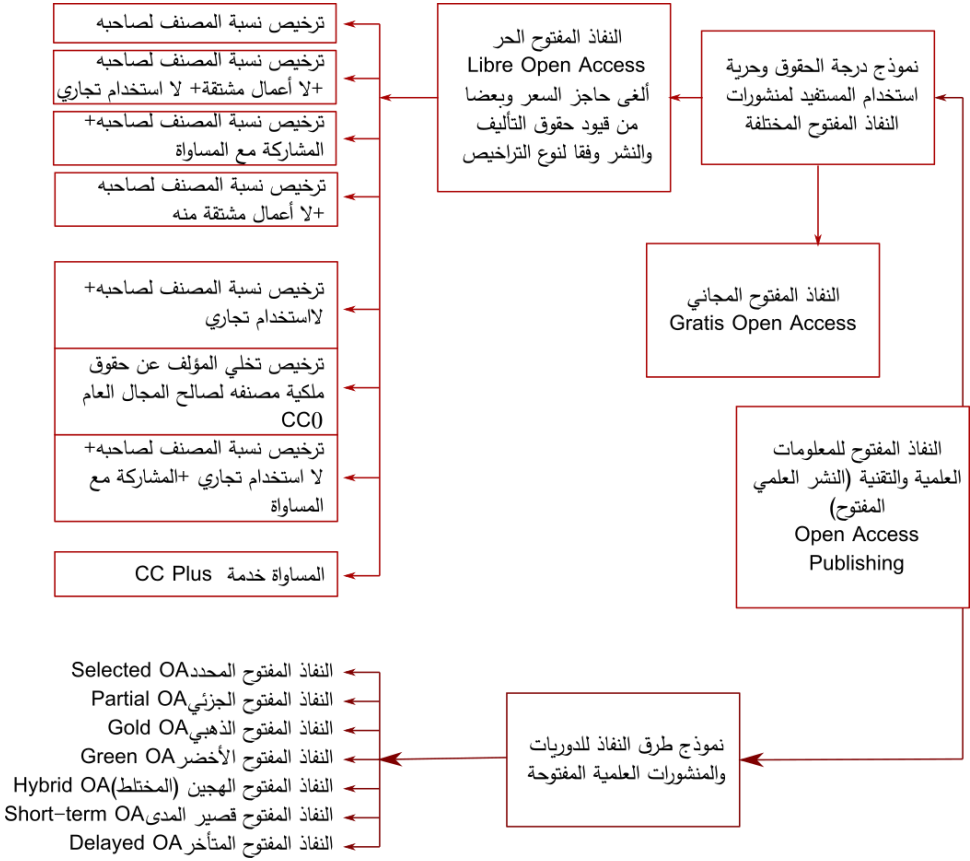 النفاذ المفتوح للمعلومات
العلمية والتقنية (النشر العلمي
المفتوح)
Open Access
Publishing
نموذج درجة الحقوق وحرية
استخدام المستفيد لمنشورات
النفاذ المفتوح المختلفة
النفاذ المفتوح المجاني
Gratis Open Access
النفاذ المفتوح الحر
Libre Open Access
ألغى حاجز السعر وبعضا
من قيود حقوق التأليف
والنشر وفقا لنوع التراخيص
ترخيص نسبة المصنف لصاحبه
ترخيص نسبة المصنف لصاحبه
+لا أعمال مشتقة+ لا استخدام تجاري
ترخيص نسبة المصنف لصاحبه+
المشاركة مع المساواة
ترخيص نسبة المصنف لصاحبه
+لا أعمال مشتقة منه
ترخيص نسبة المصنف لصاحبه+
لااستخدام تجاري
ترخيص تخلي المؤلف عن حقوق
ملكية مصنفه لصالح المجال العام
CC0
ترخيص نسبة المصنف لصاحبه+
لا استخدام تجاري +المشاركة مع
المساواة
المساواة خدمة CC Plus
نموذج طرق النفاذ للدوريات
والمنشورات العلمية المفتوحة
النفاذ المفتوح المحددSelected OA
النفاذ المفتوح الجزئيPartial OA
النفاذ المفتوح الذهبيGold OA
النفاذ المفتوح الأخضرGreen OA
النفاذ المفتوح الهجين (المختلط)Hybrid OA
النفاذ المفتوح قصير المدىShort-term OA
النفاذ المفتوح المتأخرDelayed OA